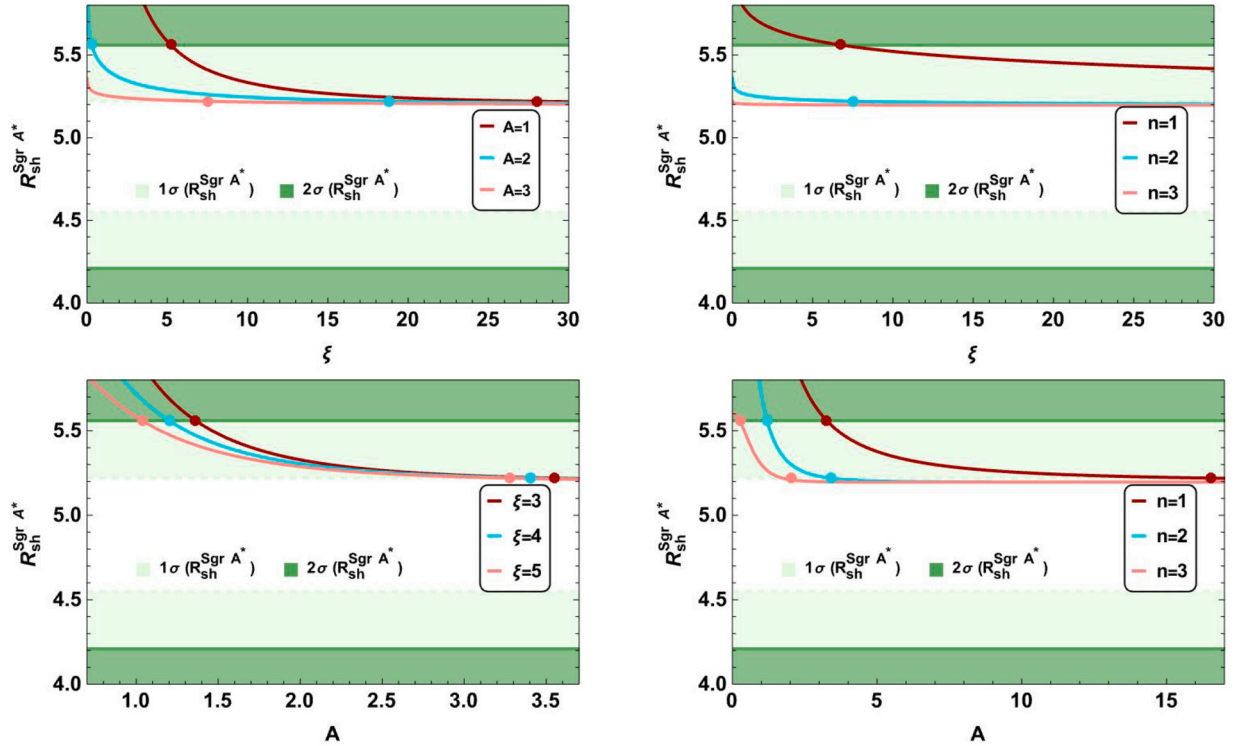 5.5
5.0
4.5
4.0
R_sh^Sgr A*
0 5 10 15 20 25 30
ξ
A=1
A=2
A=3
1σ (R_sh^Sgr A*) 2σ (R_sh^Sgr A*)
5.5
5.0
4.5
4.0
R_sh^Sgr A*
0 5 10 15 20 25 30
ξ
n=1
n=2
n=3
1σ (R_sh^Sgr A*) 2σ (R_sh^Sgr A*)
5.5
5.0
4.5
4.0
R_sh^Sgr A*
1.0 1.5 2.0 2.5 3.0 3.5
A
ξ=3
ξ=4
ξ=5
1σ (R_sh^Sgr A*) 2σ (R_sh^Sgr A*)
5.5
5.0
4.5
4.0
R_sh^Sgr A*
0 5 10 15
A
n=1
n=2
n=3
1σ (R_sh^Sgr A*) 2σ (R_sh^Sgr A*)